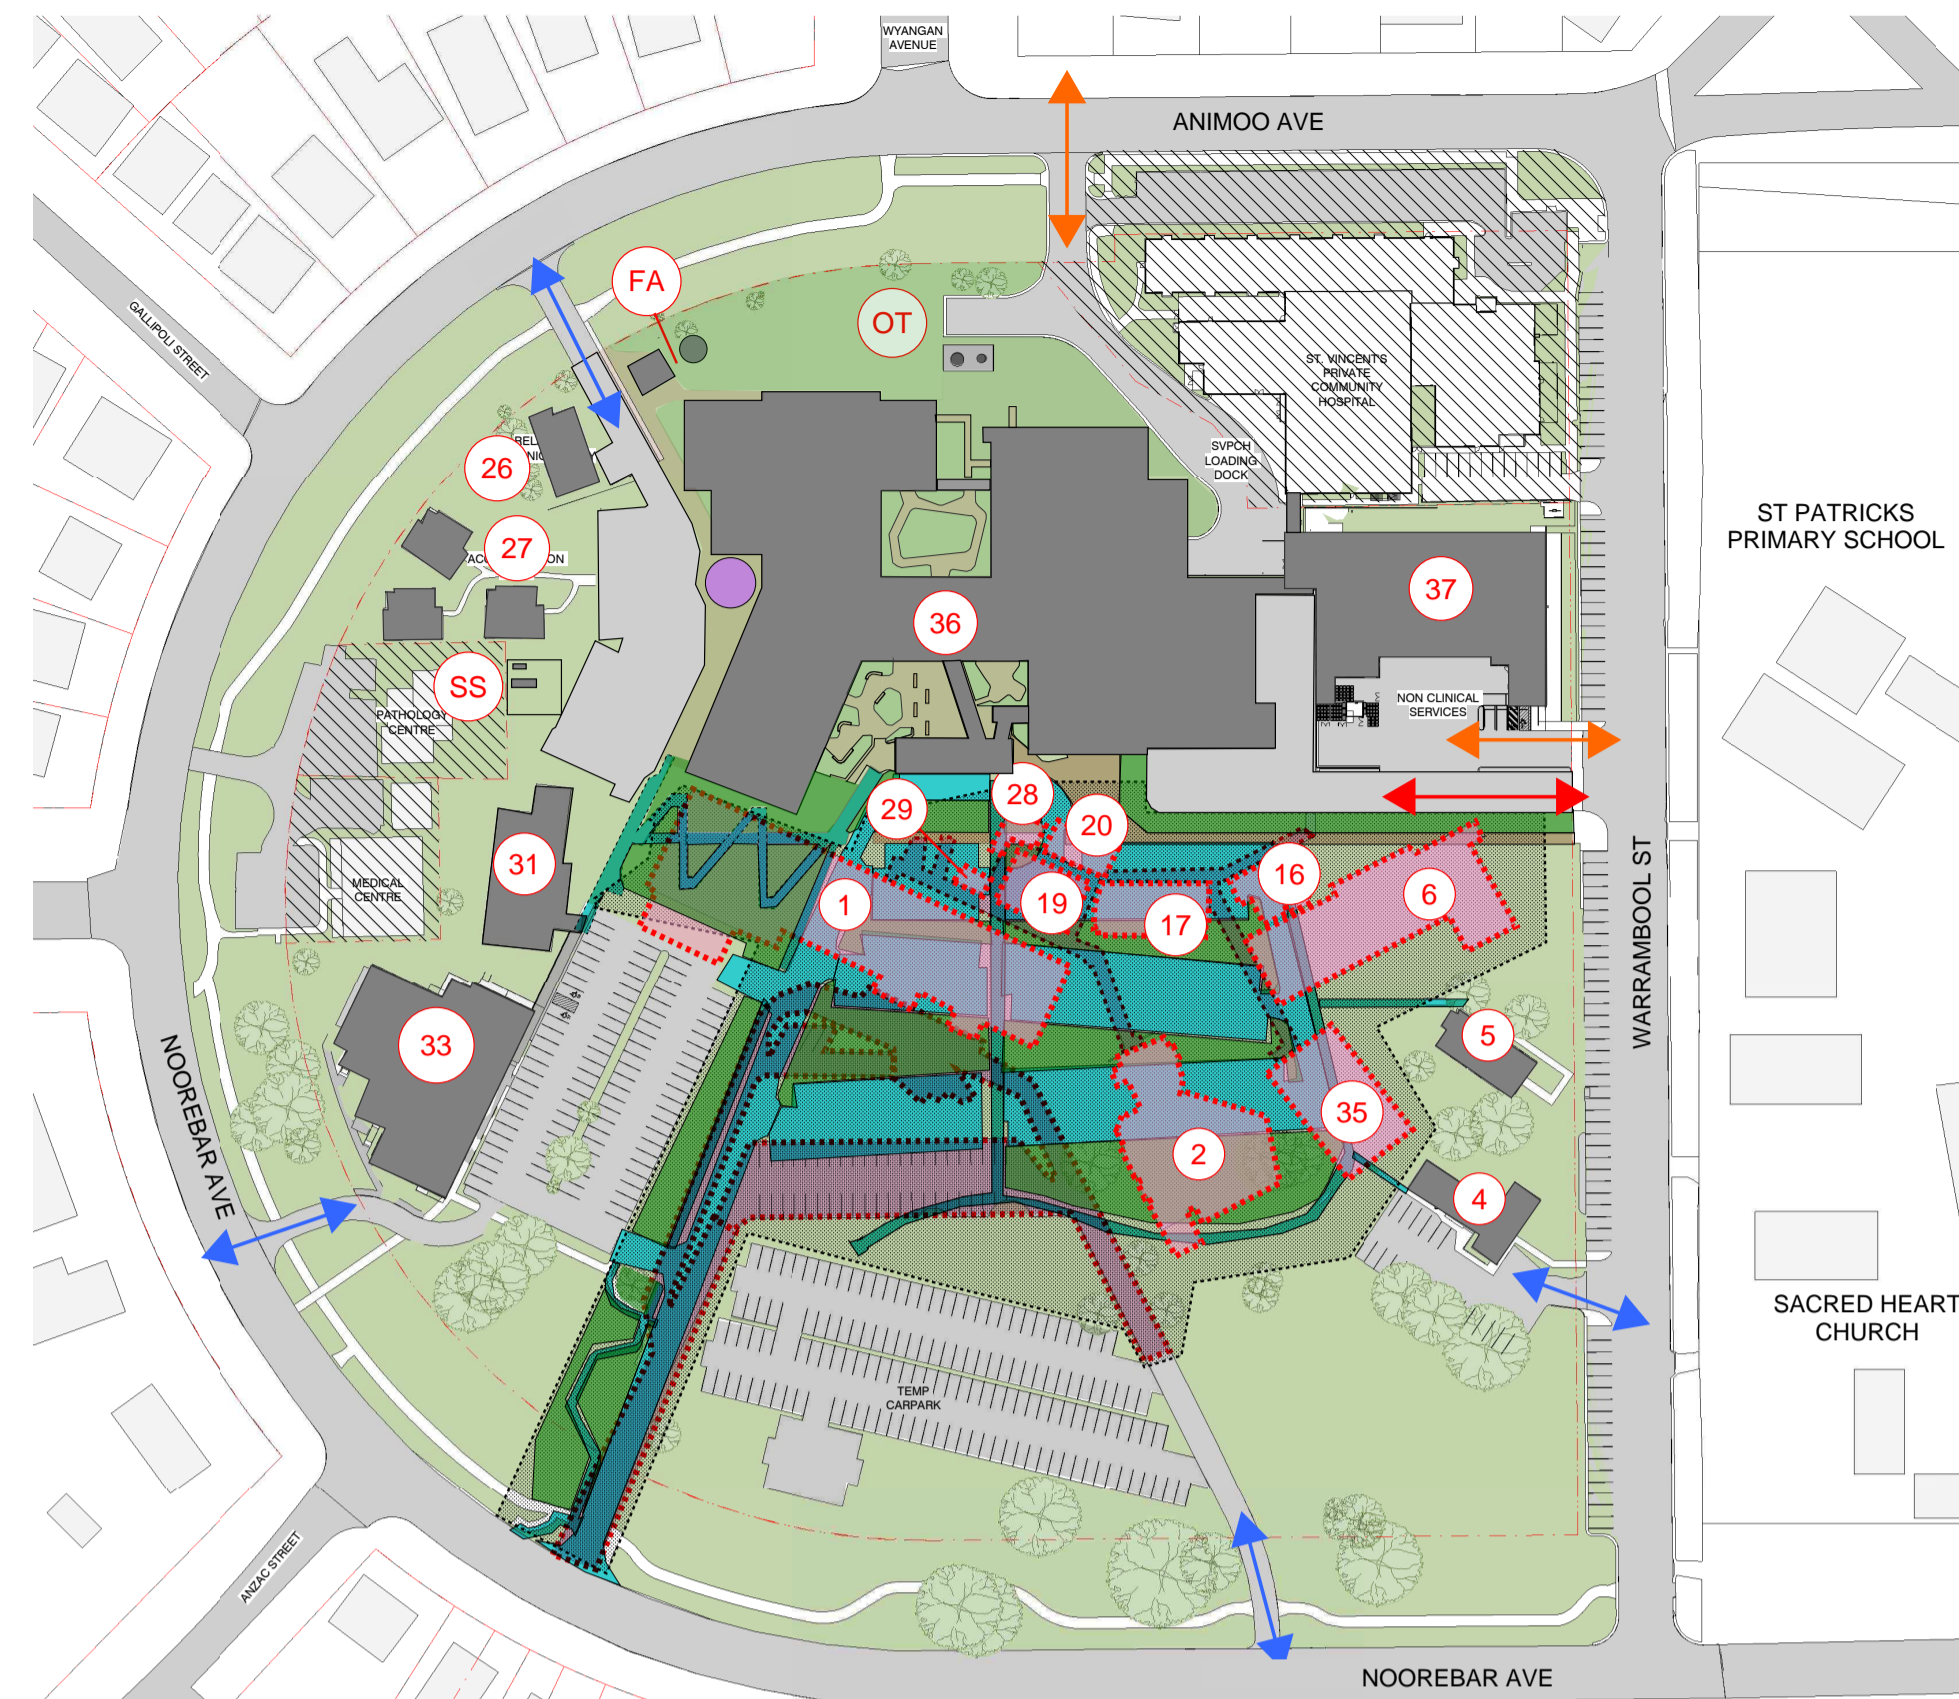 WYANGAN
AVENUE
ANIMOO AVE
FA
OT
GALLIPOLI STREET
ST. VINCENT'S
PRIVATE
COMMUNITY
HOSPITAL
SVPCH
LOADING
DOCK
26
27
ST PATRICKS
PRIMARY SCHOOL
37
36
SS
PATHOLOGY
CENTRE
NON CLINICAL
SERVICES
28
29
20
31
MEDICAL
CENTRE
1
19
17
16
6
WARRAMBOOL ST
33
5
35
2
4
NOOREBAR AVE
SACRED HEART
CHURCH
TEMP
CARPARK
ANZAC STREET
NOOREBAR AVE